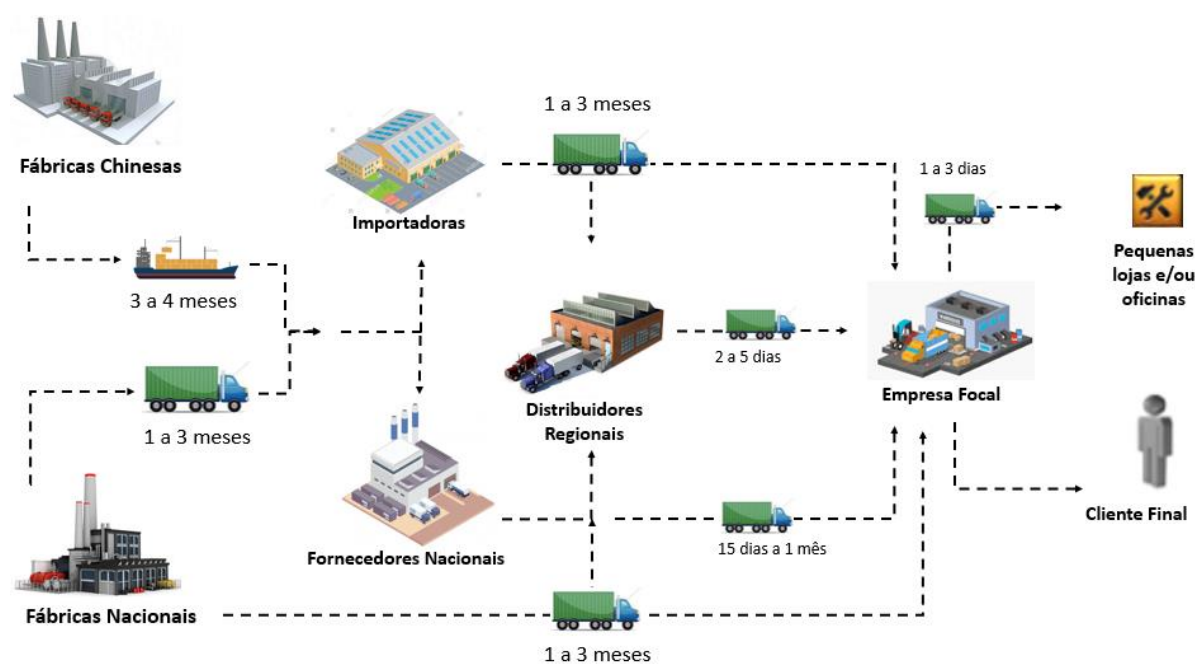 1 a 3 meses
Fábricas Chinesas
1 a 3 dias
Importadoras
Pequenas
lojas e/ou
oficinas
3 a 4 meses
2 a 5 dias
Empresa Focal
Distribuidores
Regionais
1 a 3 meses
Cliente Final
15 dias a 1 mês
Fornecedores Nacionais
Fábricas Nacionais
1 a 3 meses